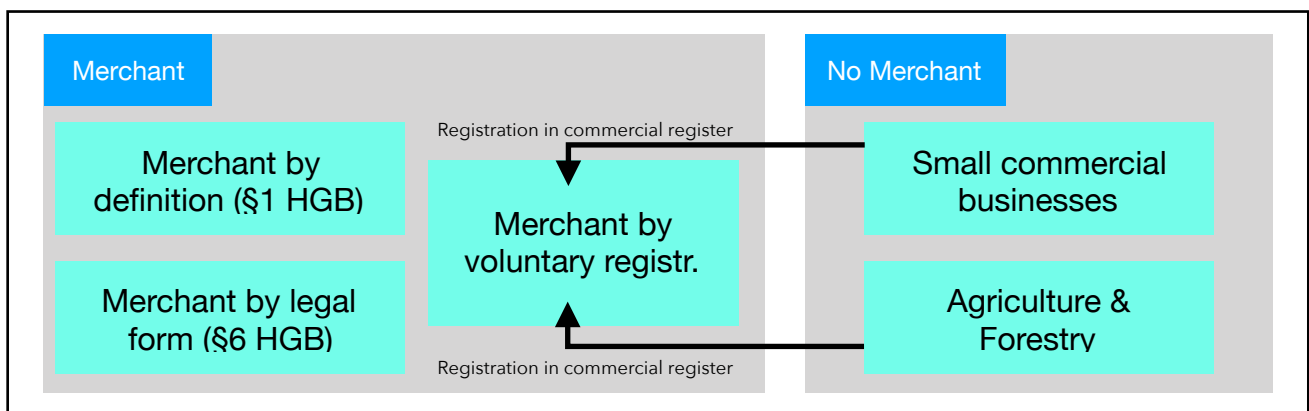 Merchant
Merchant by
definition (§1 HGB)
Merchant by legal
form (§6 HGB)
Registration in commercial register
Merchant by
voluntary registr.
Registration in commercial register
No Merchant
Small commercial
businesses
Agriculture &
Forestry